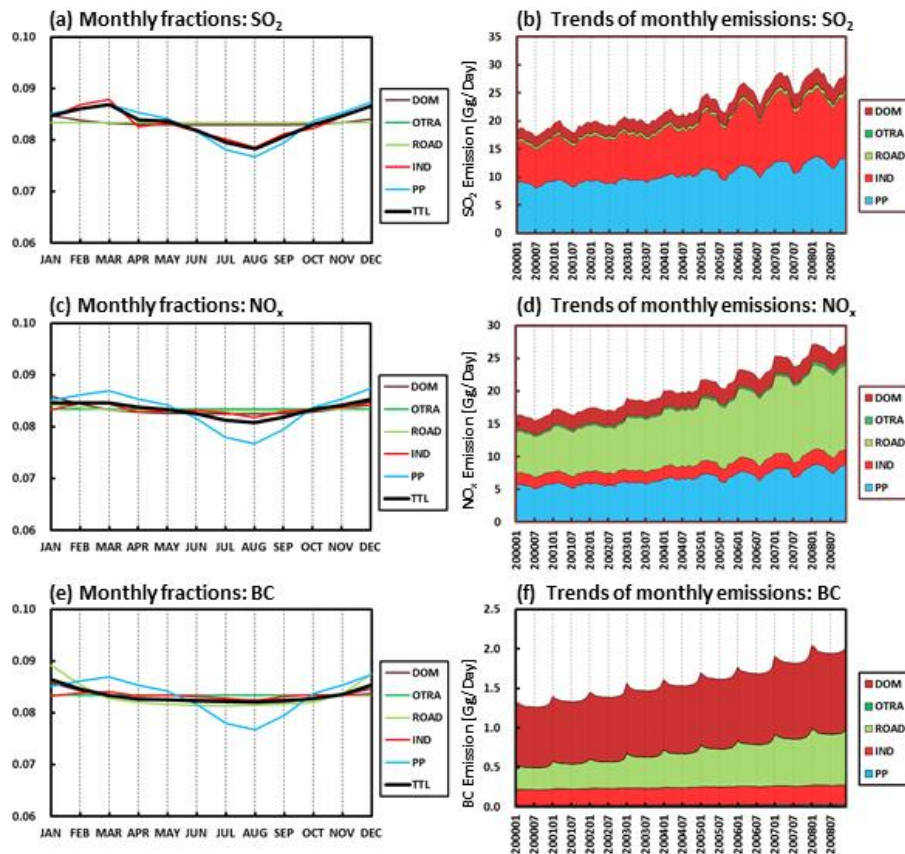 (a) Monthly fractions: SO₂
0.10
0.09
0.08
0.07
0.06
JAN FEB MAR APR MAY JUN JUL AUG SEP OCT NOV DEC
DOM
OTRA
ROAD
IND
PP
TTL
(b) Trends of monthly emissions: SO₂
SO₂ Emission [Gg/Day]
35
30
25
20
15
10
5
0
200001 200007 200101 200107 200201 200207 200301 200307 200401 200407 200501 200507 200601 200607 200701 200707 200801 200807
DOM
OTRA
ROAD
IND
PP
(c) Monthly fractions: NOₓ
0.10
0.09
0.08
0.07
0.06
JAN FEB MAR APR MAY JUN JUL AUG SEP OCT NOV DEC
DOM
OTRA
ROAD
IND
PP
TTL
(d) Trends of monthly emissions: NOₓ
NOₓ Emission [Gg/Day]
30
25
20
15
10
5
0
200001 200007 200101 200107 200201 200207 200301 200307 200401 200407 200501 200507 200601 200607 200701 200707 200801 200807
DOM
OTRA
ROAD
IND
PP
(e) Monthly fractions: BC
0.10
0.09
0.08
0.07
0.06
JAN FEB MAR APR MAY JUN JUL AUG SEP OCT NOV DEC
DOM
OTRA
ROAD
IND
PP
TTL
(f) Trends of monthly emissions: BC
BC Emission [Gg/Day]
2.5
2.0
1.5
1.0
0.5
0.0
200001 200007 200101 200107 200201 200207 200301 200307 200401 200407 200501 200507 200601 200607 200701 200707 200801 200807
DOM
OTRA
ROAD
IND
PP